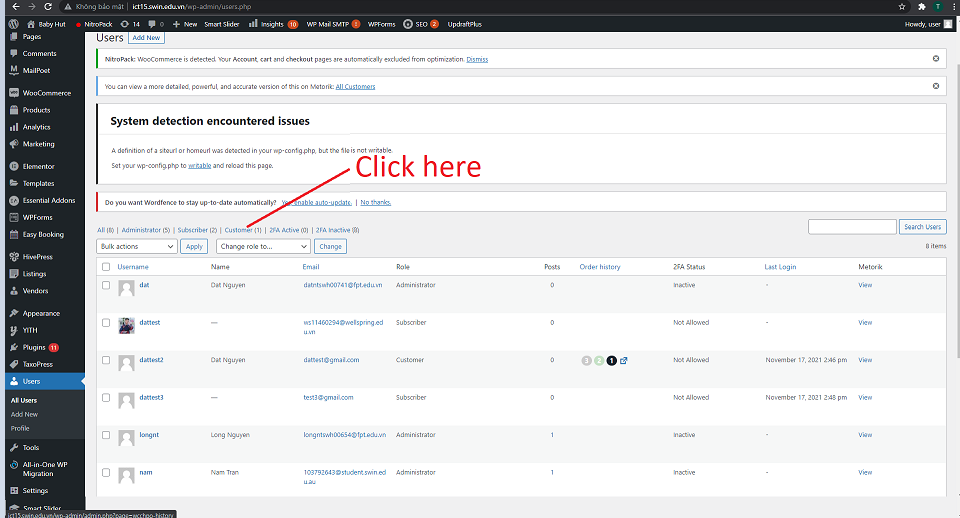 Không bảo mật | ict15.swin.edu.vn/wp-admin/users.php
T
Baby Hut NitroPack 14 0 New Smart Slider Insights 10 WP Mail SMTP ! WPForms SEO 2 UpdraftPlus Howdy, user
Pages
Comments
MailPoet
WooCommerce
Products
Analytics
Marketing
Elementor
Templates
Essential Addons
WPForms
Easy Booking
HivePress
Listings
Vendors
Appearance
YITH
Plugins 11
TaxoPress
Users
All Users
Add New
Profile
Tools
All-in-One WP
Migration
Settings
Smart Slider
ict15.swin.edu.vn/wp-admin/admin.php?page=wcchpo-history
Users Add New
NitroPack: WooCommerce is detected. Your Account, cart and checkout pages are automatically excluded from optimization. Dismiss
You can view a more detailed, powerful, and accurate version of this on Metorik: All Customers
System detection encountered issues
A definition of a siteurl or homeurl was detected in your wp-config.php, but the file is not writable.
Set your wp-config.php to writable and reload this page.
Click here
Do you want Wordfence to stay up-to-date automatically? Yes, enable auto-update. | No thanks.
All (8) | Administrator (5) | Subscriber (2) | Customer (1) | 2FA Active (0) | 2FA Inactive (8)
Search Users
Bulk actions Apply Change role to... Change 8 items
Username Name Email Role Posts Order history 2FA Status Last Login Metorik
dat Dat Nguyen datntswh00741@fpt.edu.vn Administrator 0 Inactive - View
dattest — ws11460294@wellspring.ed Subscriber 0 Not Allowed - View
u.vn
dattest2 Dat Nguyen dattest@gmail.com Customer 0 3 2 1 Not Allowed November 17, 2021 2:46 pm View
dattest3 — test3@gmail.com Subscriber 0 Not Allowed November 17, 2021 2:48 pm View
longnt Long Nguyen longntswh00654@fpt.edu.vn Administrator 1 Inactive - View
nam Nam Tran 103792643@student.swin.ed Administrator 1 Inactive - View
u.au